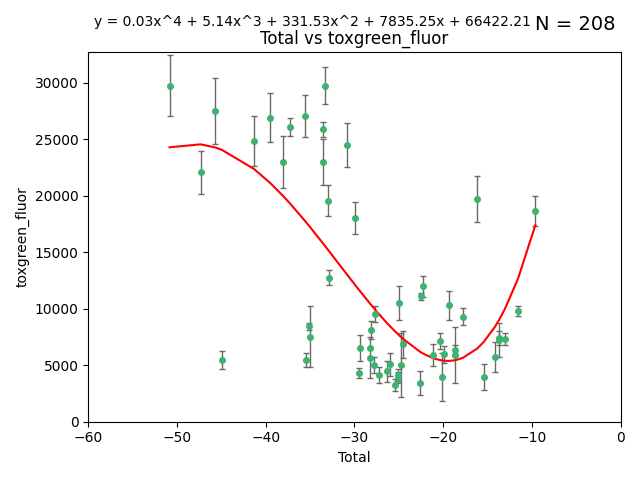 y = 0.03x^4 + 5.14x^3 + 331.53x^2 + 7835.25x + 66422.21 N = 208
Total vs toxgreen_fluor
30000
25000
20000
15000
10000
5000
0
toxgreen_fluor
−60 −50 −40 −30 −20 −10 0
Total